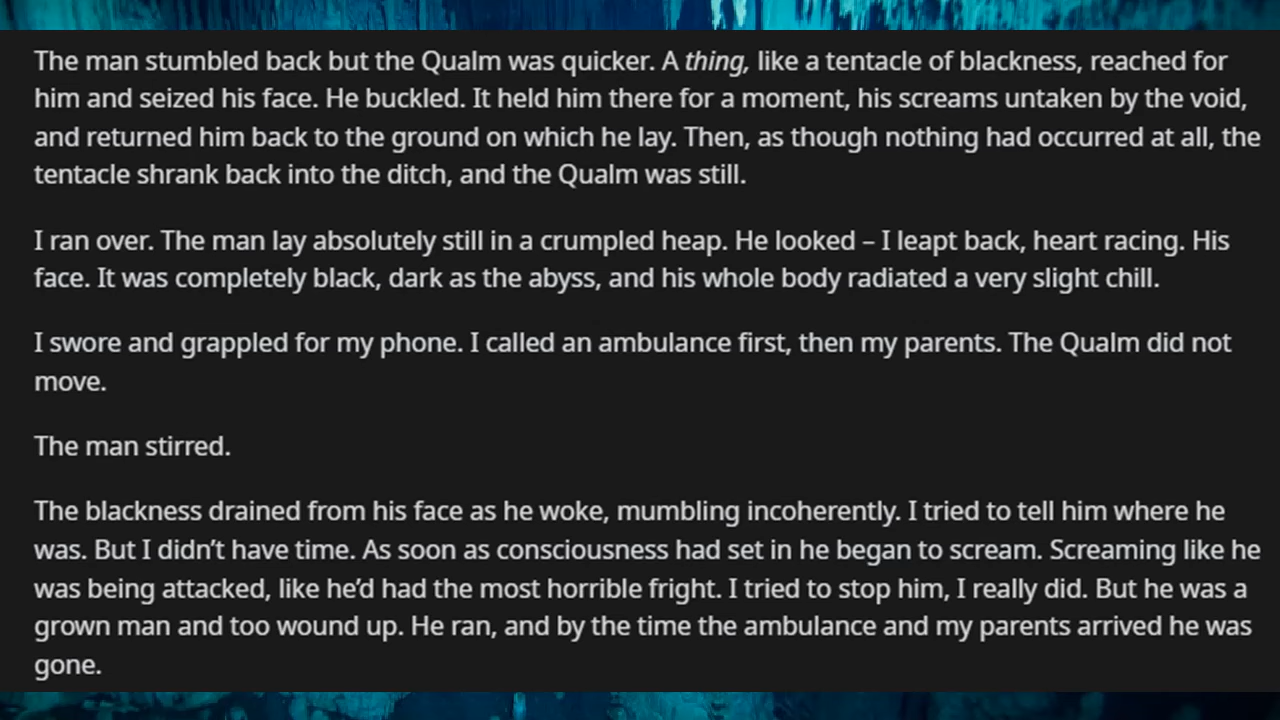 The man stumbled back but the Qualm was quicker. A thing, like a tentacle of blackness, reached for
him and seized his face. He buckled. It held him there for a moment, his screams untaken by the void,
and returned him back to the ground on which he lay. Then, as though nothing had occurred at all, the
tentacle shrank back into the ditch, and the Qualm was still.
I ran over. The man lay absolutely still in a crumpled heap. He looked – I leapt back, heart racing. His
face. It was completely black, dark as the abyss, and his whole body radiated a very slight chill.
I swore and grappled for my phone. I called an ambulance first, then my parents. The Qualm did not
move.
The man stirred.
The blackness drained from his face as he woke, mumbling incoherently. I tried to tell him where he
was. But I didn’t have time. As soon as consciousness had set in he began to scream. Screaming like he
was being attacked, like he’d had the most horrible fright. I tried to stop him, I really did. But he was a
grown man and too wound up. He ran, and by the time the ambulance and my parents arrived he was
gone.